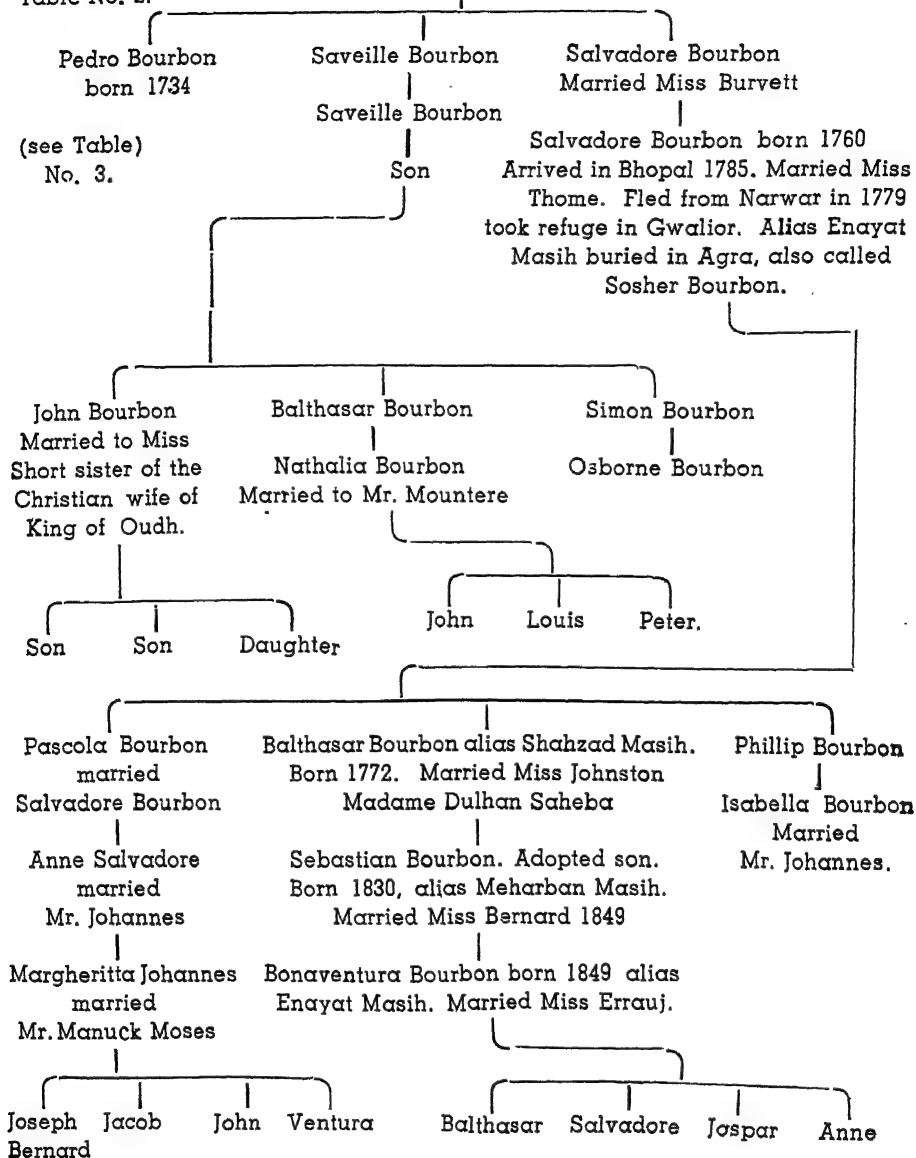 Table No. 2.
Pedro Bourbon
born 1734
(see Table)
No. 3.
Saveille Bourbon
Saveille Bourbon
Son
Salvadore Bourbon
Married Miss Burvett
Salvadore Bourbon born 1760
Arrived in Bhopal 1785. Married Miss
Thome. Fled from Narwar in 1779
took refuge in Gwalior. Alias Enayat
Masih buried in Agra, also called
Sosher Bourbon.
John Bourbon
Married to Miss
Short sister of the
Christian wife of
King of Oudh.
Son Son Daughter
Balthasar Bourbon
Nathalia Bourbon
Married to Mr. Mountere
John Louis Peter.
Simon Bourbon
Osborne Bourbon
Pascola Bourbon
married
Salvadore Bourbon
Anne Salvadore
married
Mr. Johannes
Margheritta Johannes
married
Mr. Manuck Moses
Joseph Jacob John Ventura
Bernard
Balthasar Bourbon alias Shahzad Masih.
Born 1772. Married Miss Johnston
Madame Dulhan Saheba
Sebastian Bourbon. Adopted son.
Born 1830, alias Meharban Masih.
Married Miss Bernard 1849
Bonaventura Bourbon born 1849 alias
Enayat Masih. Married Miss Errauj.
Balthasar Salvadore Jaspar Anne
Phillip Bourbon
Isabella Bourbon
Married
Mr. Johannes.